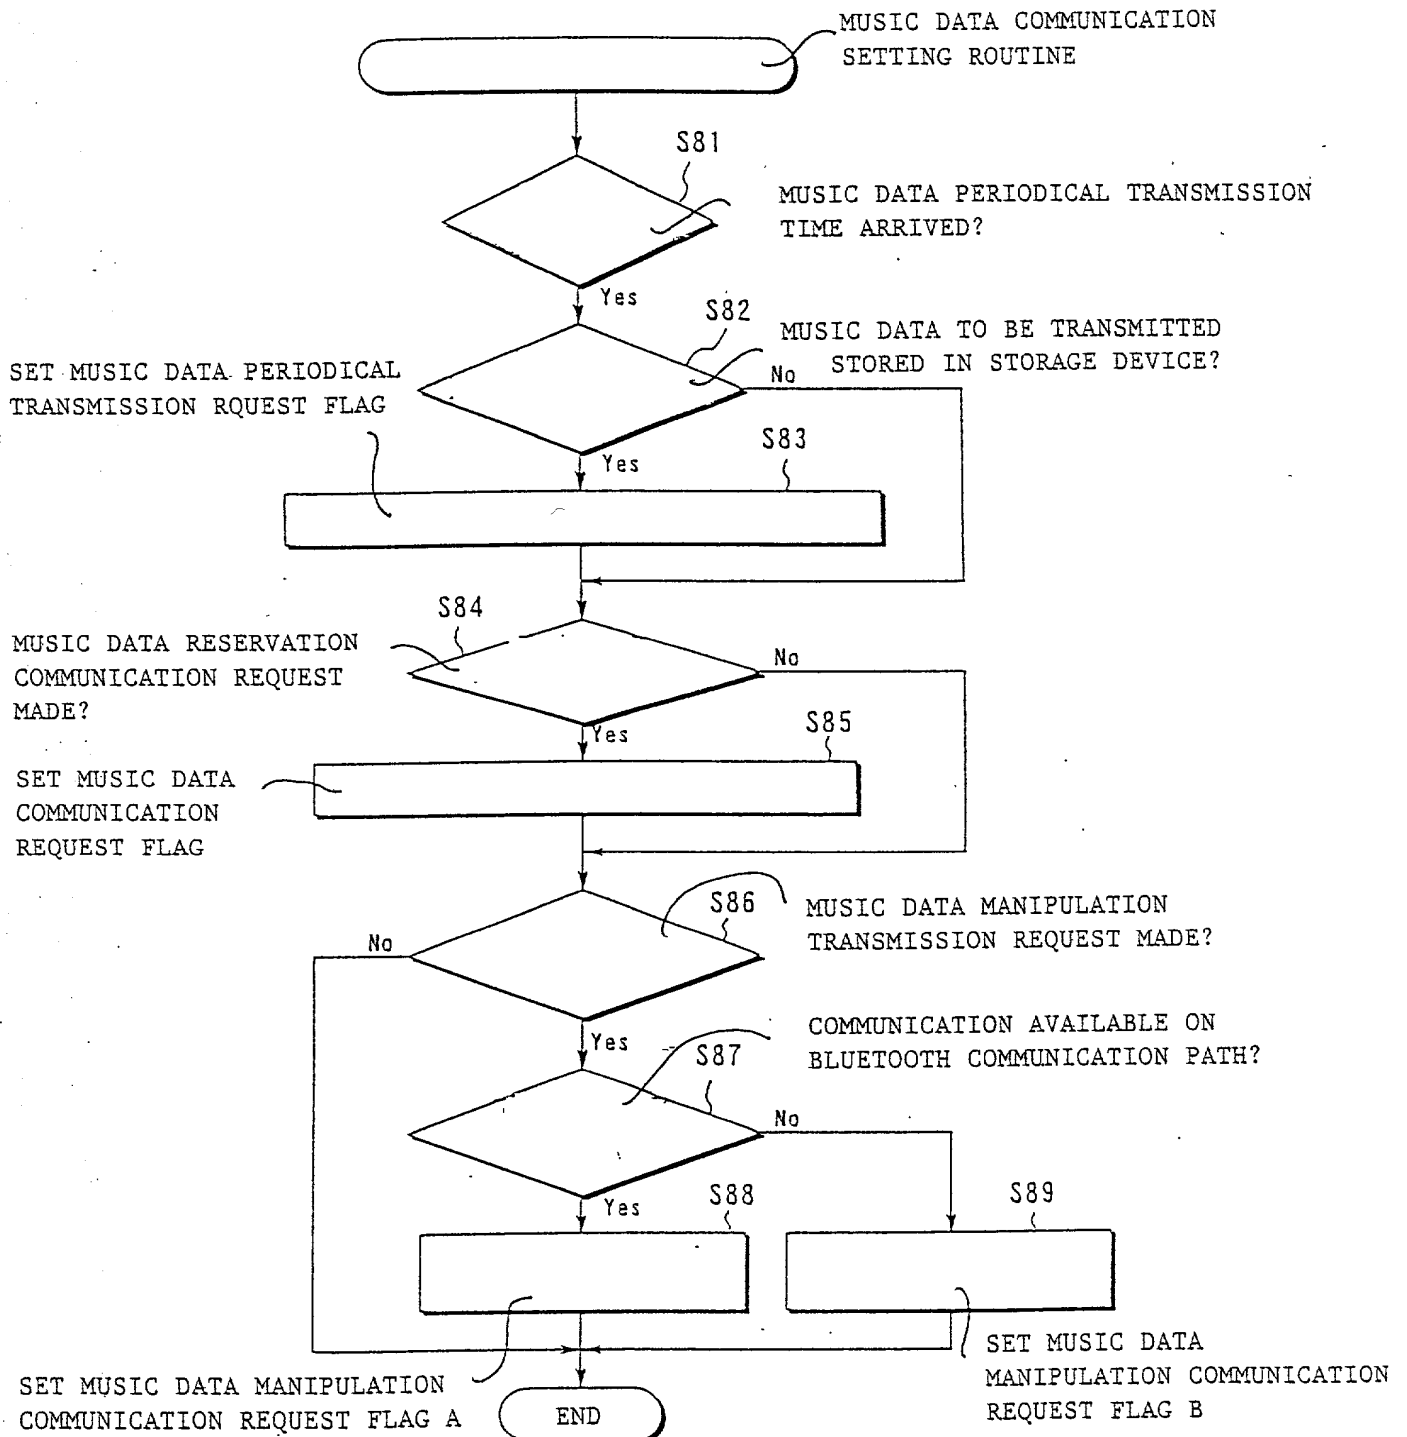 MUSIC DATA COMMUNICATION
SETTING ROUTINE
S81
MUSIC DATA PERIODICAL TRANSMISSION
TIME ARRIVED?
Yes
S82
MUSIC DATA TO BE TRANSMITTED
STORED IN STORAGE DEVICE?
No
SET MUSIC DATA PERIODICAL
TRANSMISSION RQUEST FLAG
Yes
S83
S84
MUSIC DATA RESERVATION
COMMUNICATION REQUEST
MADE?
No
Yes
S85
SET MUSIC DATA
COMMUNICATION
REQUEST FLAG
S86
MUSIC DATA MANIPULATION
TRANSMISSION REQUEST MADE?
No
Yes
S87
COMMUNICATION AVAILABLE ON
BLUETOOTH COMMUNICATION PATH?
No
Yes
S88
S89
SET MUSIC DATA MANIPULATION
COMMUNICATION REQUEST FLAG A
END
SET MUSIC DATA
MANIPULATION COMMUNICATION
REQUEST FLAG B